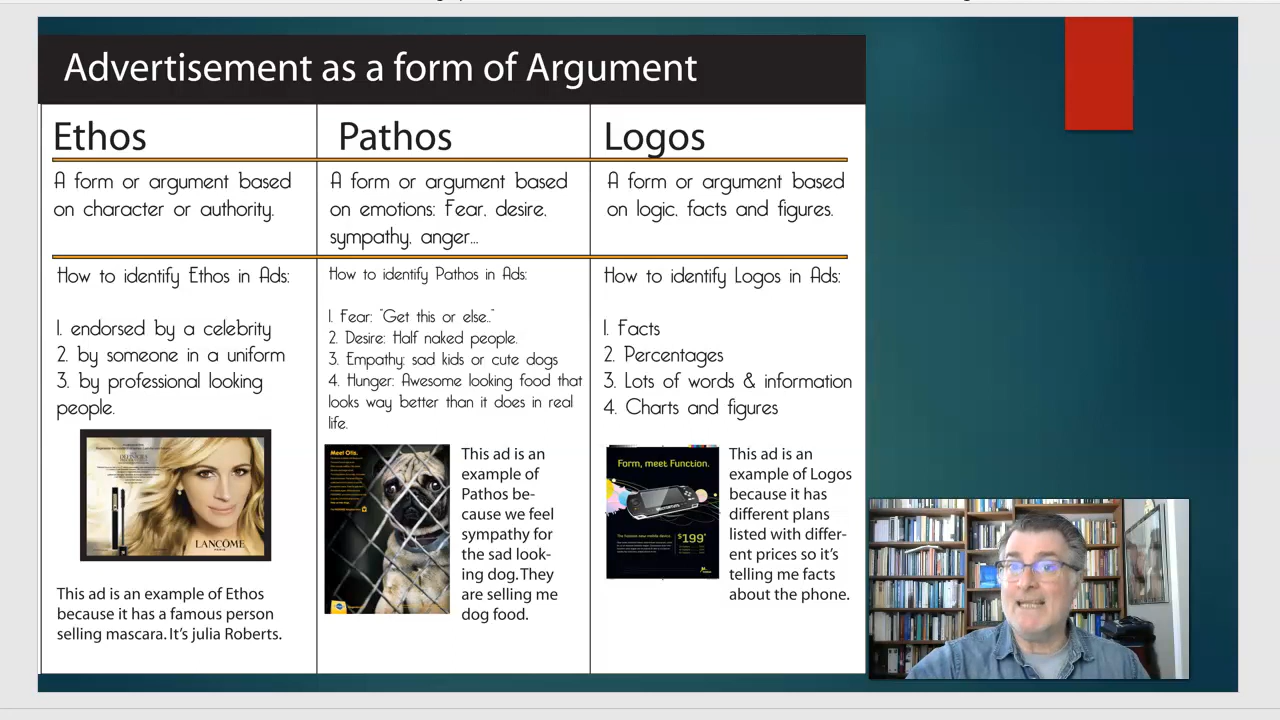 Advertisement as a form of Argument
Ethos
A form or argument based
on character or authority.
How to identify Ethos in Ads:
1. endorsed by a celebrity
2. by someone in a uniform
3. by professional looking
people.
LANCOME
This ad is an example of Ethos
because it has a famous person
selling mascara. It's julia Roberts.
Pathos
A form or argument based
on emotions: Fear, desire,
sympathy, anger...
How to identify Pathos in Ads:
1. Fear: "Get this or else.."
2. Desire: Half naked people.
3. Empathy: sad kids or cute dogs
4. Hunger: Awesome looking food that
looks way better than it does in real
life.
Meet Otis.
This ad is an
example of
Pathos be-
cause we feel
sympathy for
the sad look-
ing dog. They
are selling me
dog food.
Logos
A form or argument based
on logic, facts and figures.
How to identify Logos in Ads:
1. Facts
2. Percentages
3. Lots of words & information
4. Charts and figures
Form, meet Function.
$199
This ad is an
example of Logos
because it has
different plans
listed with differ-
ent prices so it's
telling me facts
about the phone.